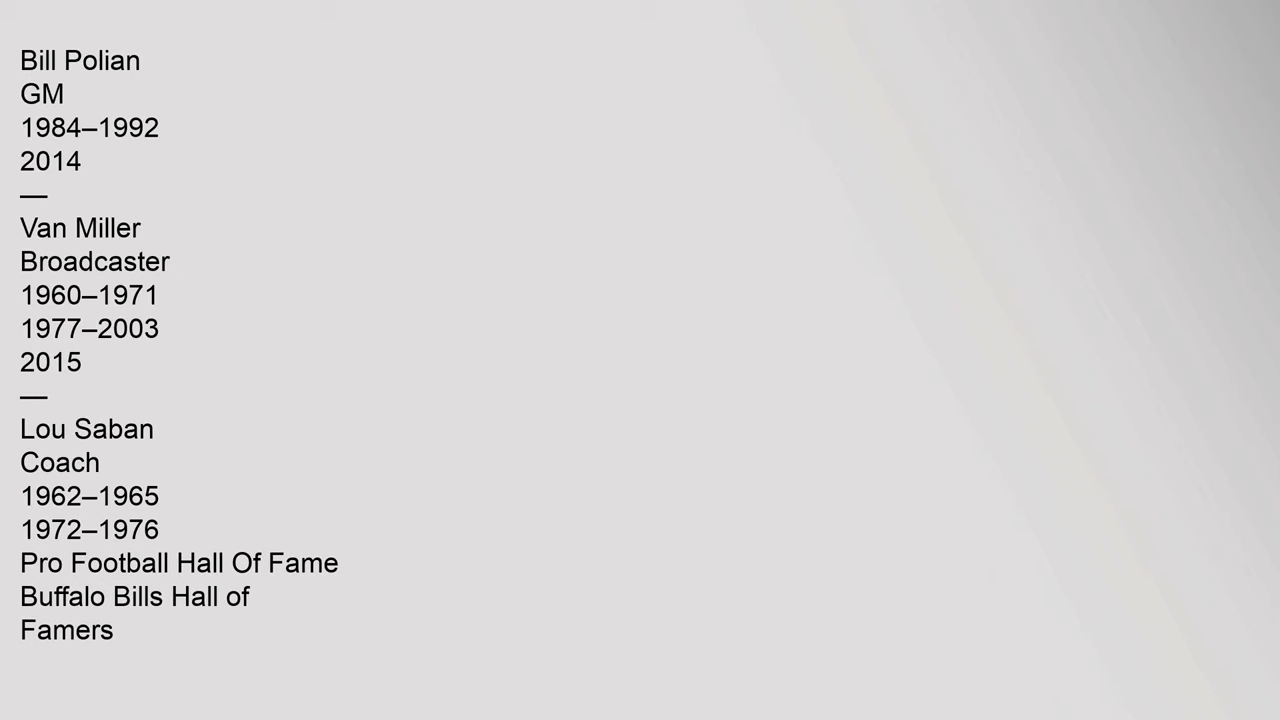 Bill Polian
GM
1984–1992
2014
—
Van Miller
Broadcaster
1960–1971
1977–2003
2015
—
Lou Saban
Coach
1962–1965
1972–1976
Pro Football Hall Of Fame
Buffalo Bills Hall of
Famers